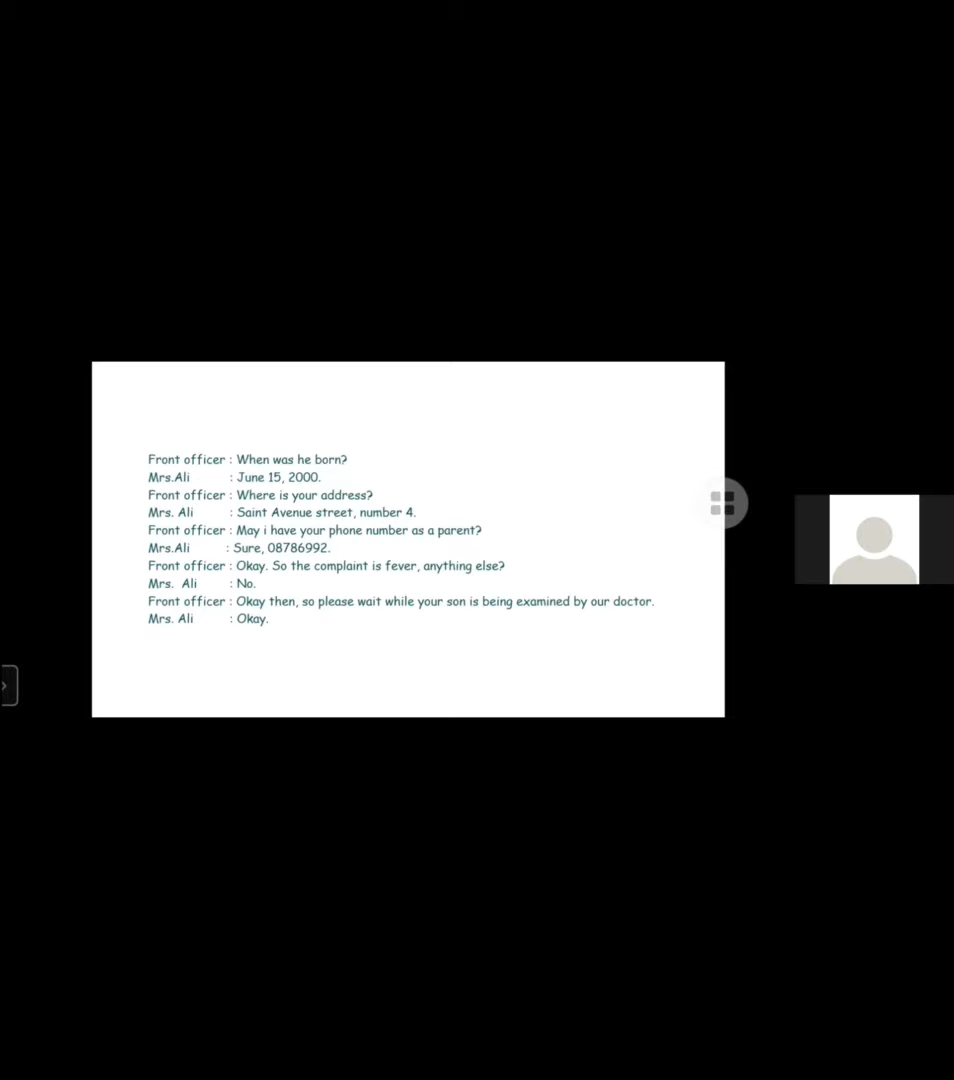 Front officer : When was he born?
Mrs.Ali : June 15, 2000.
Front officer : Where is your address?
Mrs. Ali : Saint Avenue street, number 4.
Front officer : May i have your phone number as a parent?
Mrs.Ali : Sure, 08786992.
Front officer : Okay. So the complaint is fever, anything else?
Mrs. Ali : No.
Front officer : Okay then, so please wait while your son is being examined by our doctor.
Mrs. Ali : Okay.